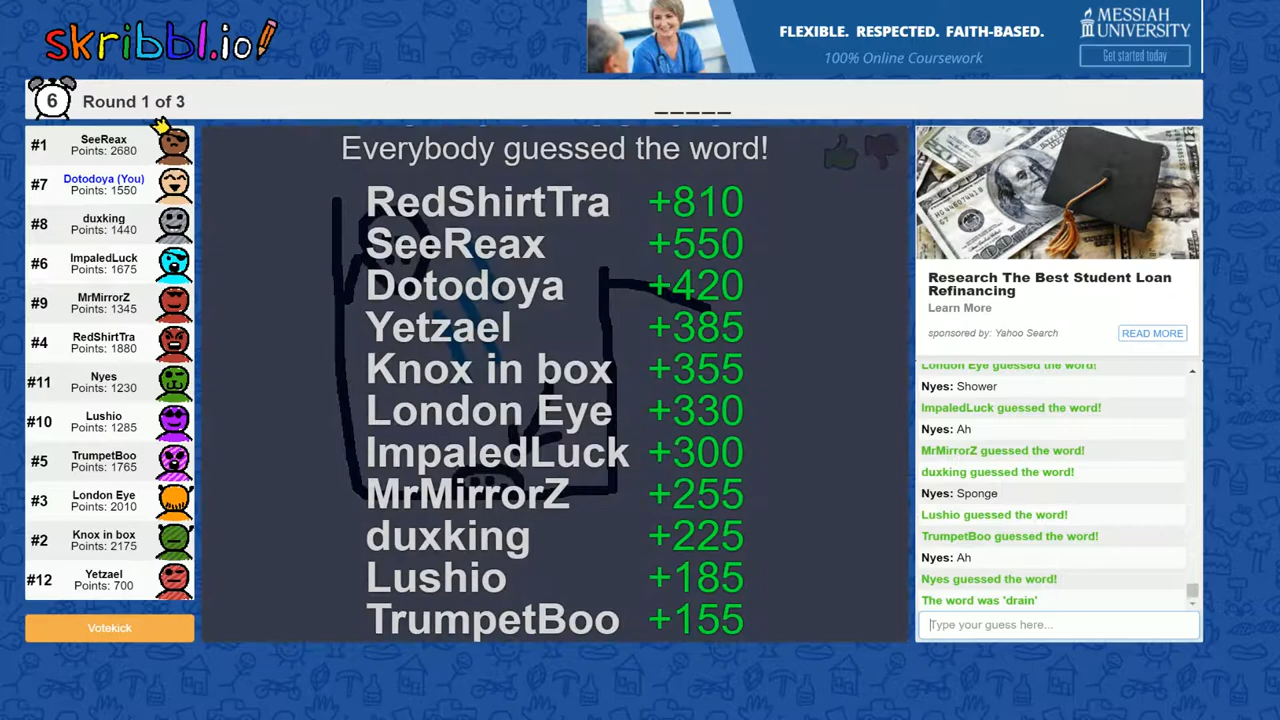 skribbl.io
FLEXIBLE. RESPECTED. FAITH-BASED.
100% Online Coursework
MESSIAH
UNIVERSITY
Get started today
6
Round 1 of 3
_ _ _ _ _
#1 SeeReax
Points: 2680
#7 Dotodoya (You)
Points: 1550
#8 duxking
Points: 1440
#6 ImpaledLuck
Points: 1675
#9 MrMirrorZ
Points: 1345
#4 RedShirtTra
Points: 1880
#11 Nyes
Points: 1230
#10 Lushio
Points: 1285
#5 TrumpetBoo
Points: 1765
#3 London Eye
Points: 2010
#2 Knox in box
Points: 2175
#12 Yetzael
Points: 700
Votekick
Everybody guessed the word!
RedShirtTra +810
SeeReax +550
Dotodoya +420
Yetzael +385
Knox in box +355
London Eye +330
ImpaledLuck +300
MrMirrorZ +255
duxking +225
Lushio +185
TrumpetBoo +155
Research The Best Student Loan
Refinancing
Learn More
sponsored by: Yahoo Search
READ MORE
London Eye guessed the word!
Nyes: Shower
ImpaledLuck guessed the word!
Nyes: Ah
MrMirrorZ guessed the word!
duxking guessed the word!
Nyes: Sponge
Lushio guessed the word!
TrumpetBoo guessed the word!
Nyes: Ah
Nyes guessed the word!
The word was 'drain'
Type your guess here...